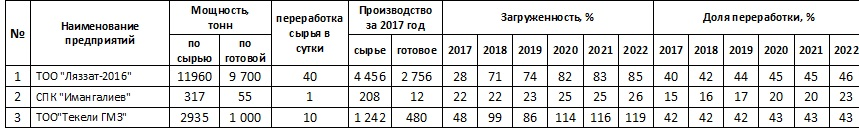 № Наименование предприятий Мощность, тонн переработка сырья в сутки Производство за 2017 год Загруженность, % Доля переработки, %
по сырью по готовой сырье готовое 2017 2018 2019 2020 2021 2022 2017 2018 2019 2020 2021 2022
1 ТОО "Ляззат-2016" 11960 9 700 40 4 456 2 756 28 71 74 82 83 85 40 42 44 45 45 46
2 СПК "Имангалиев" 317 55 1 208 12 22 22 23 25 25 26 15 16 17 20 20 23
3 ТОО"Текели ГМЗ" 2935 1 000 10 1 242 480 48 99 86 114 116 119 42 42 42 43 43 43